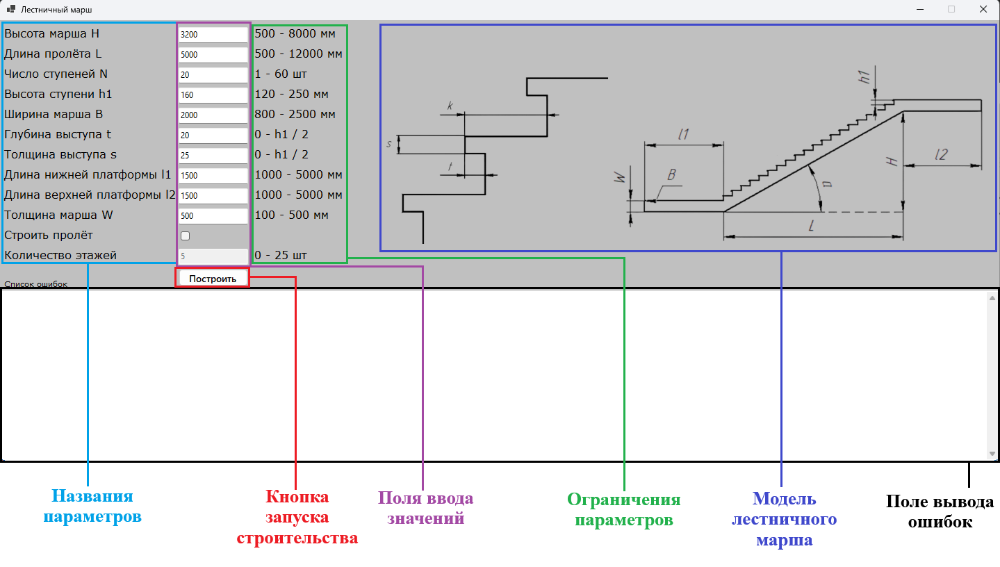 Лестничный марш
Высота марша H 3200 500 - 8000 мм
Длина пролёта L 5000 500 - 12000 мм
Число ступеней N 20 1 - 60 шт
Высота ступени h1 160 120 - 250 мм
Ширина марша B 2000 800 - 2500 мм
Глубина выступа t 20 0 - h1 / 2
Толщина выступа s 25 0 - h1 / 2
Длина нижней платформы l1 1500 1000 - 5000 мм
Длина верхней платформы l2 1500 1000 - 5000 мм
Толщина марша W 500 100 - 500 мм
Строить пролёт
Количество этажей 5 0 - 25 шт
Построить
Список ошибок
k
s
t
h1
l1
l2
H
W
B
α
L
Названия
параметров
Кнопка
запуска
строительства
Поля ввода
значений
Ограничения
параметров
Модель
лестничного
марша
Поле вывода
ошибок